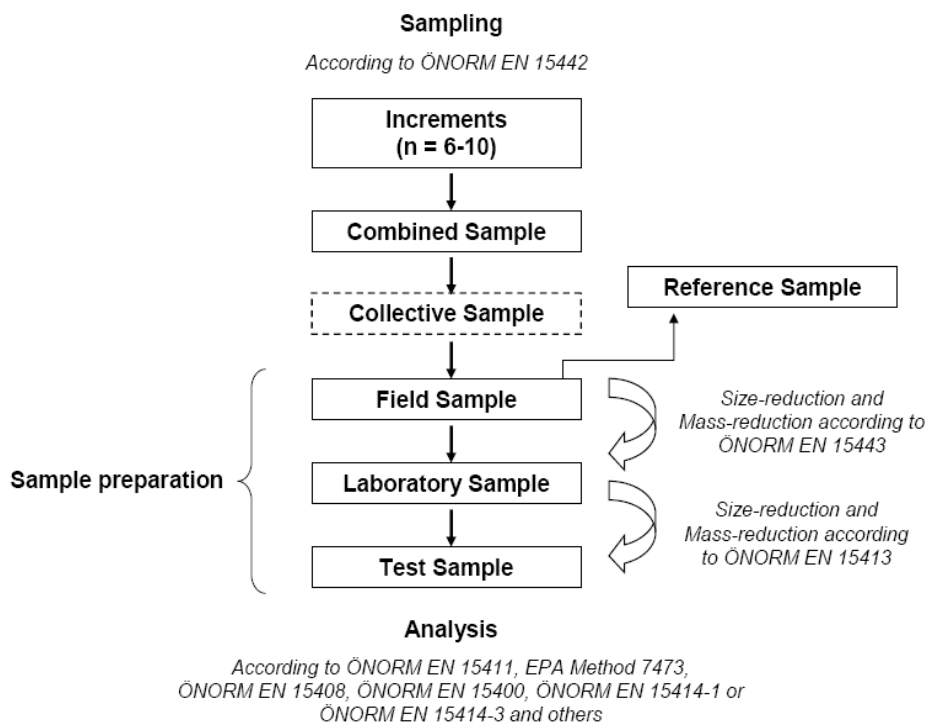 Sampling
According to ÖNORM EN 15442
Increments
(n = 6-10)
Combined Sample
Collective Sample
Reference Sample
Field Sample
Size-reduction and
Mass-reduction according to
ÖNORM EN 15443
Sample preparation
Laboratory Sample
Size-reduction and
Mass-reduction according
to ÖNORM EN 15413
Test Sample
Analysis
According to ÖNORM EN 15411, EPA Method 7473,
ÖNORM EN 15408, ÖNORM EN 15400, ÖNORM EN 15414-1 or
ÖNORM EN 15414-3 and others